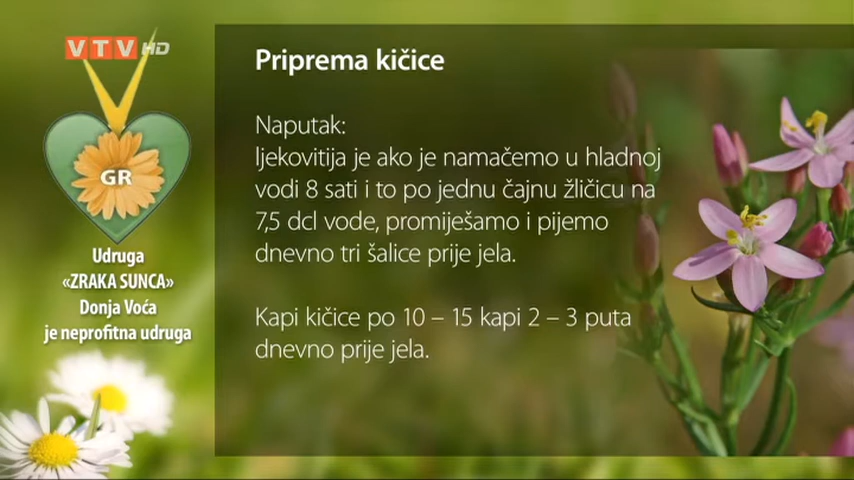 VTV HD
GR
Udruga
«ZRAKA SUNCA»
Donja Voća
je neprofitna udruga
Priprema kičice
Naputak:
ljekovitija je ako je namačemo u hladnoj
vodi 8 sati i to po jednu čajnu žličicu na
7,5 dcl vode, promiješamo i pijemo
dnevno tri šalice prije jela.
Kapi kičice po 10 – 15 kapi 2 – 3 puta
dnevno prije jela.